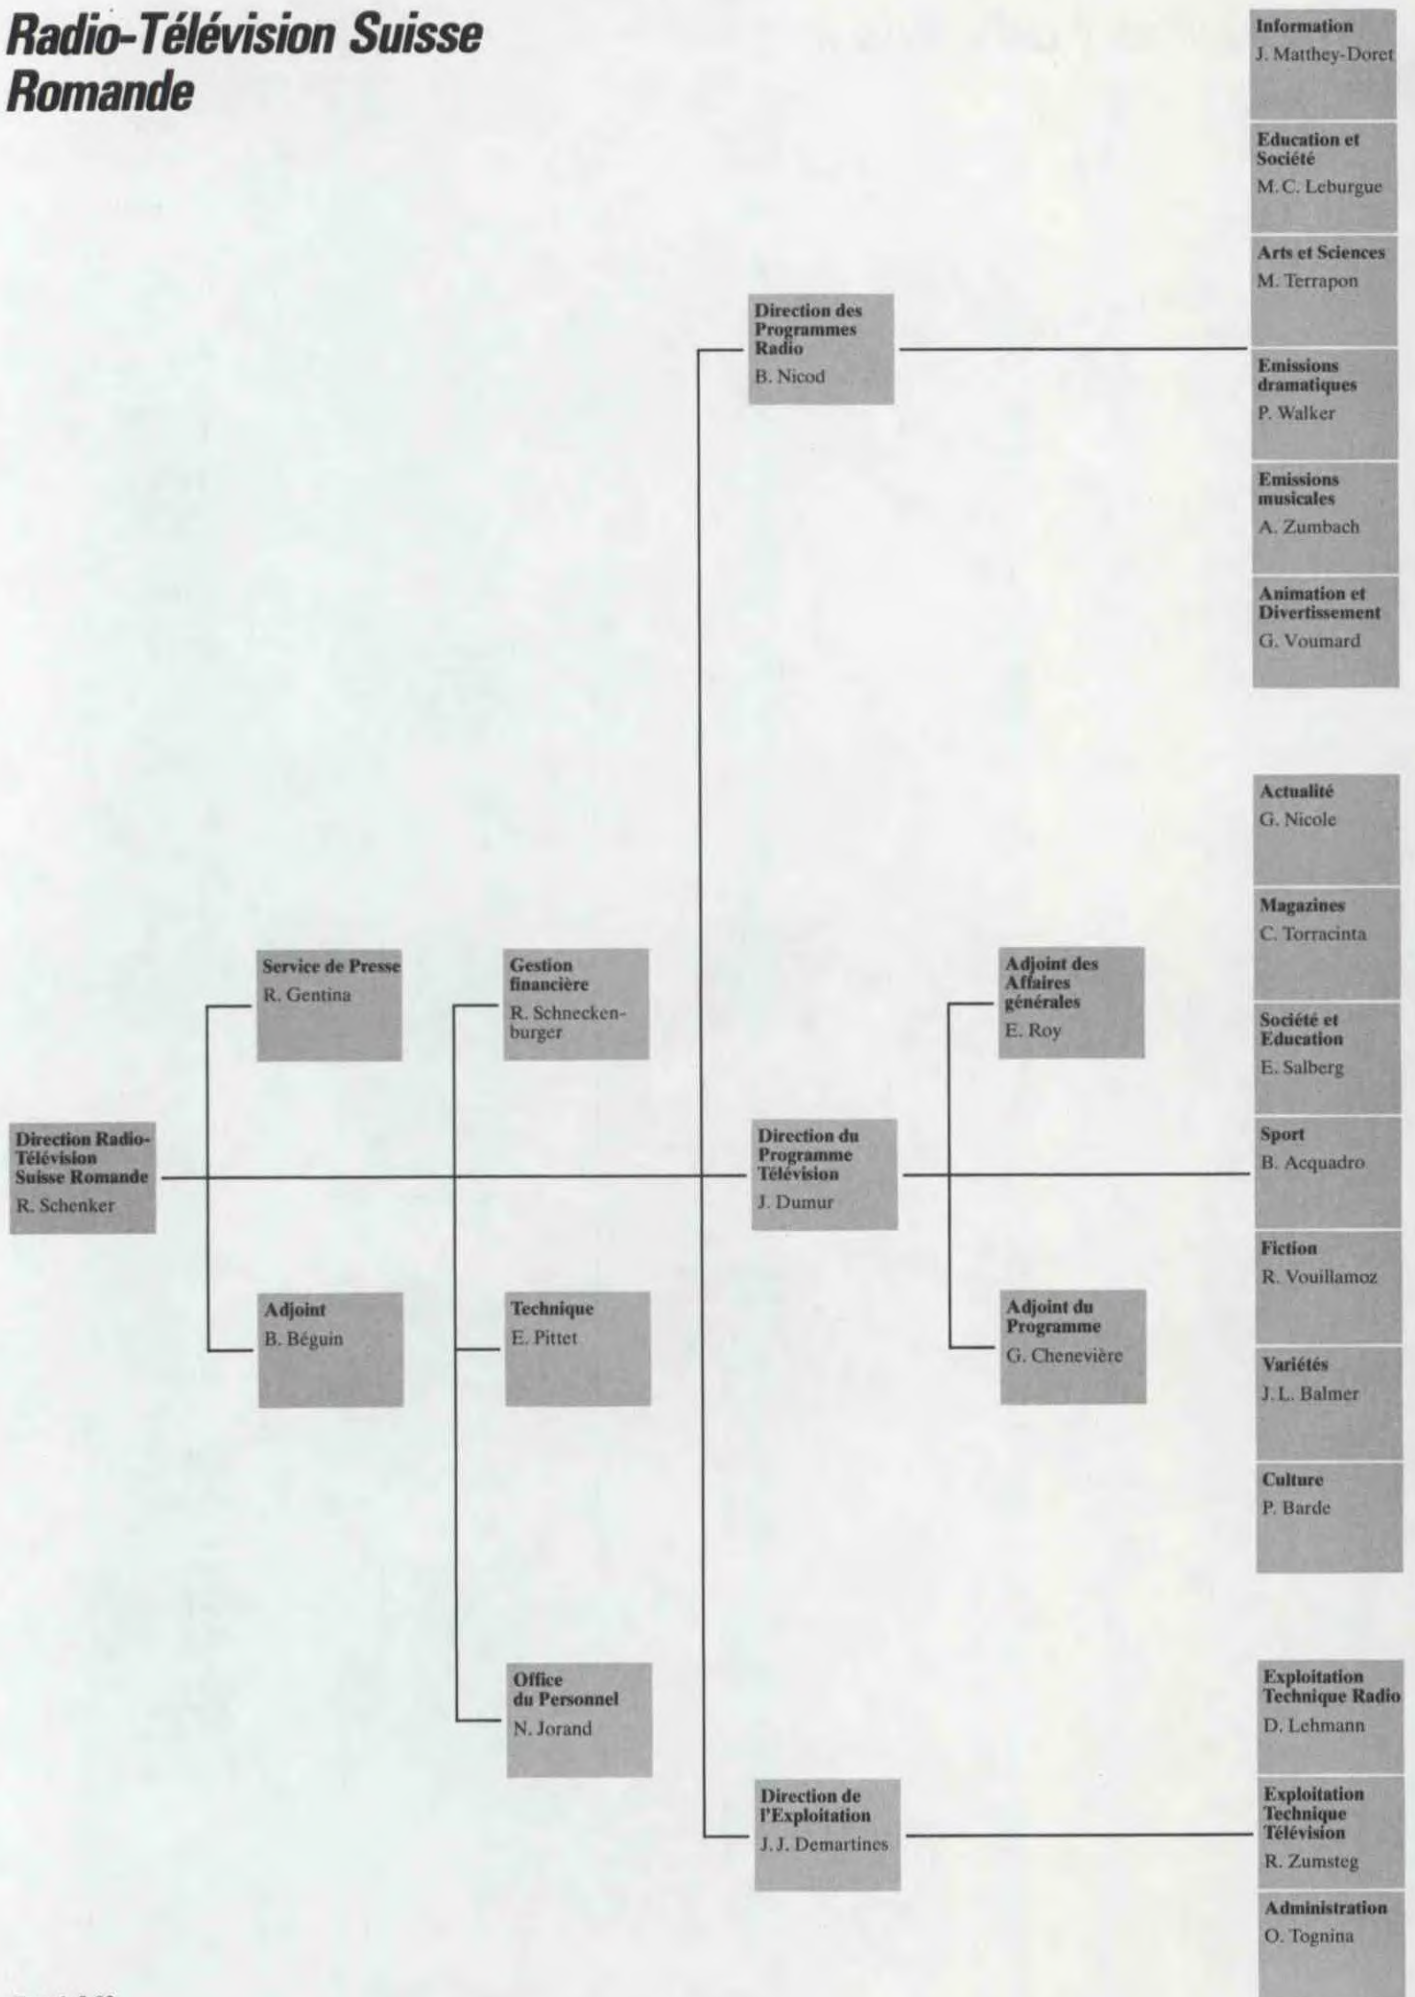 Radio-Télévision Suisse
Romande
Information
J. Matthey-Doret
Education et
Société
M. C. Leburgue
Arts et Sciences
M. Terrapon
Direction des
Programmes
Radio
B. Nicod
Emissions
dramatiques
P. Walker
Emissions
musicales
A. Zumbach
Animation et
Divertissement
G. Voumard
Actualité
G. Nicole
Magazines
C. Torracinta
Service de Presse
R. Gentina
Gestion
financière
R. Schnecken-
burger
Adjoint des
Affaires
générales
E. Roy
Société et
Education
E. Salberg
Direction Radio-
Télévision
Suisse Romande
R. Schenker
Direction du
Programme
Télévision
J. Dumur
Sport
B. Acquadro
Fiction
R. Vouillamoz
Adjoint
B. Béguin
Technique
E. Pittet
Adjoint du
Programme
G. Chenevière
Variétés
J. L. Balmer
Culture
P. Barde
Office
du Personnel
N. Jorand
Exploitation
Technique Radio
D. Lehmann
Direction de
l'Exploitation
J. J. Demartines
Exploitation
Technique
Télévision
R. Zumsteg
Administration
O. Tognina